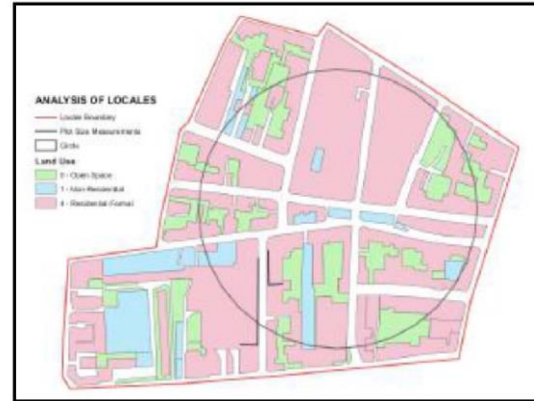 ANALYSIS OF LOCALES
Locale Boundary
Plot Size Measurements
Circle
Land Use
0 - Open Space
1 - Non-Residential
4 - Residential Formal